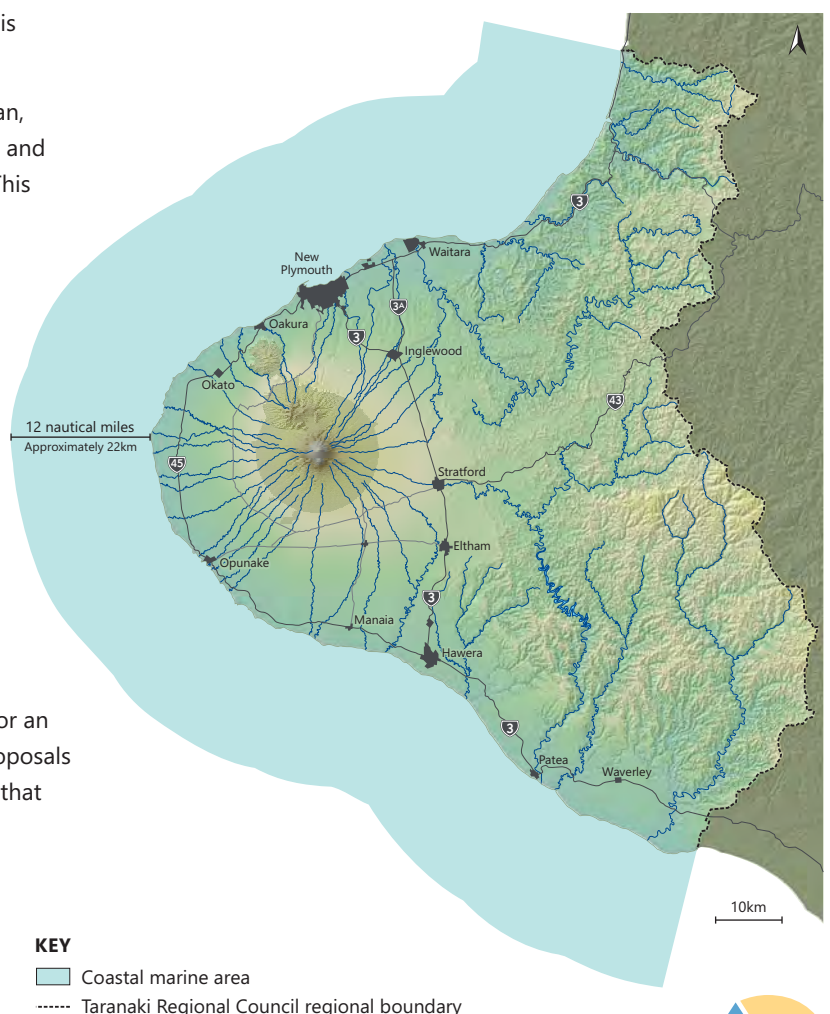 is
an,
and
This
or an
oposals
that
3
Waitara
New
Plymouth
3A
3
Oakura
Inglewood
Okato
43
12 nautical miles
Approximately 22km
45
Stratford
Eltham
Opunake
3
Manaia
Hawera
3
Patea
Waverley
10km
KEY
Coastal marine area
Taranaki Regional Council regional boundary